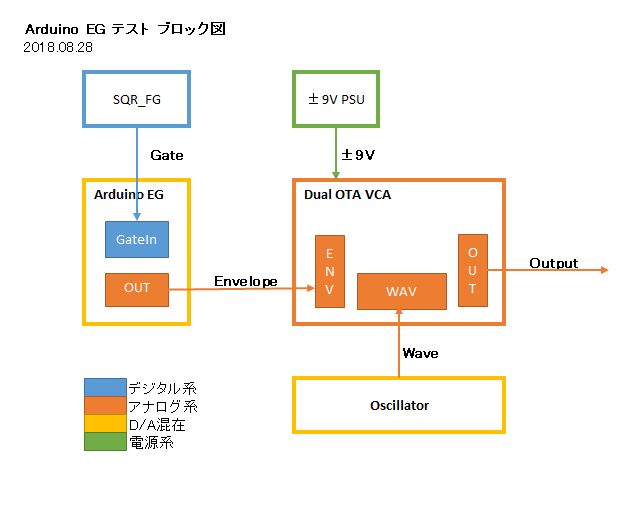 Arduino EG テスト ブロック図
2018.08.28
SQR_FG
±9V PSU
Gate
±9V
Arduino EG
Dual OTA VCA
GateIn
OUT
Envelope
ENV
WAV
OUT
Output
Wave
Oscillator
デジタル系
アナログ系
D/A混在
電源系